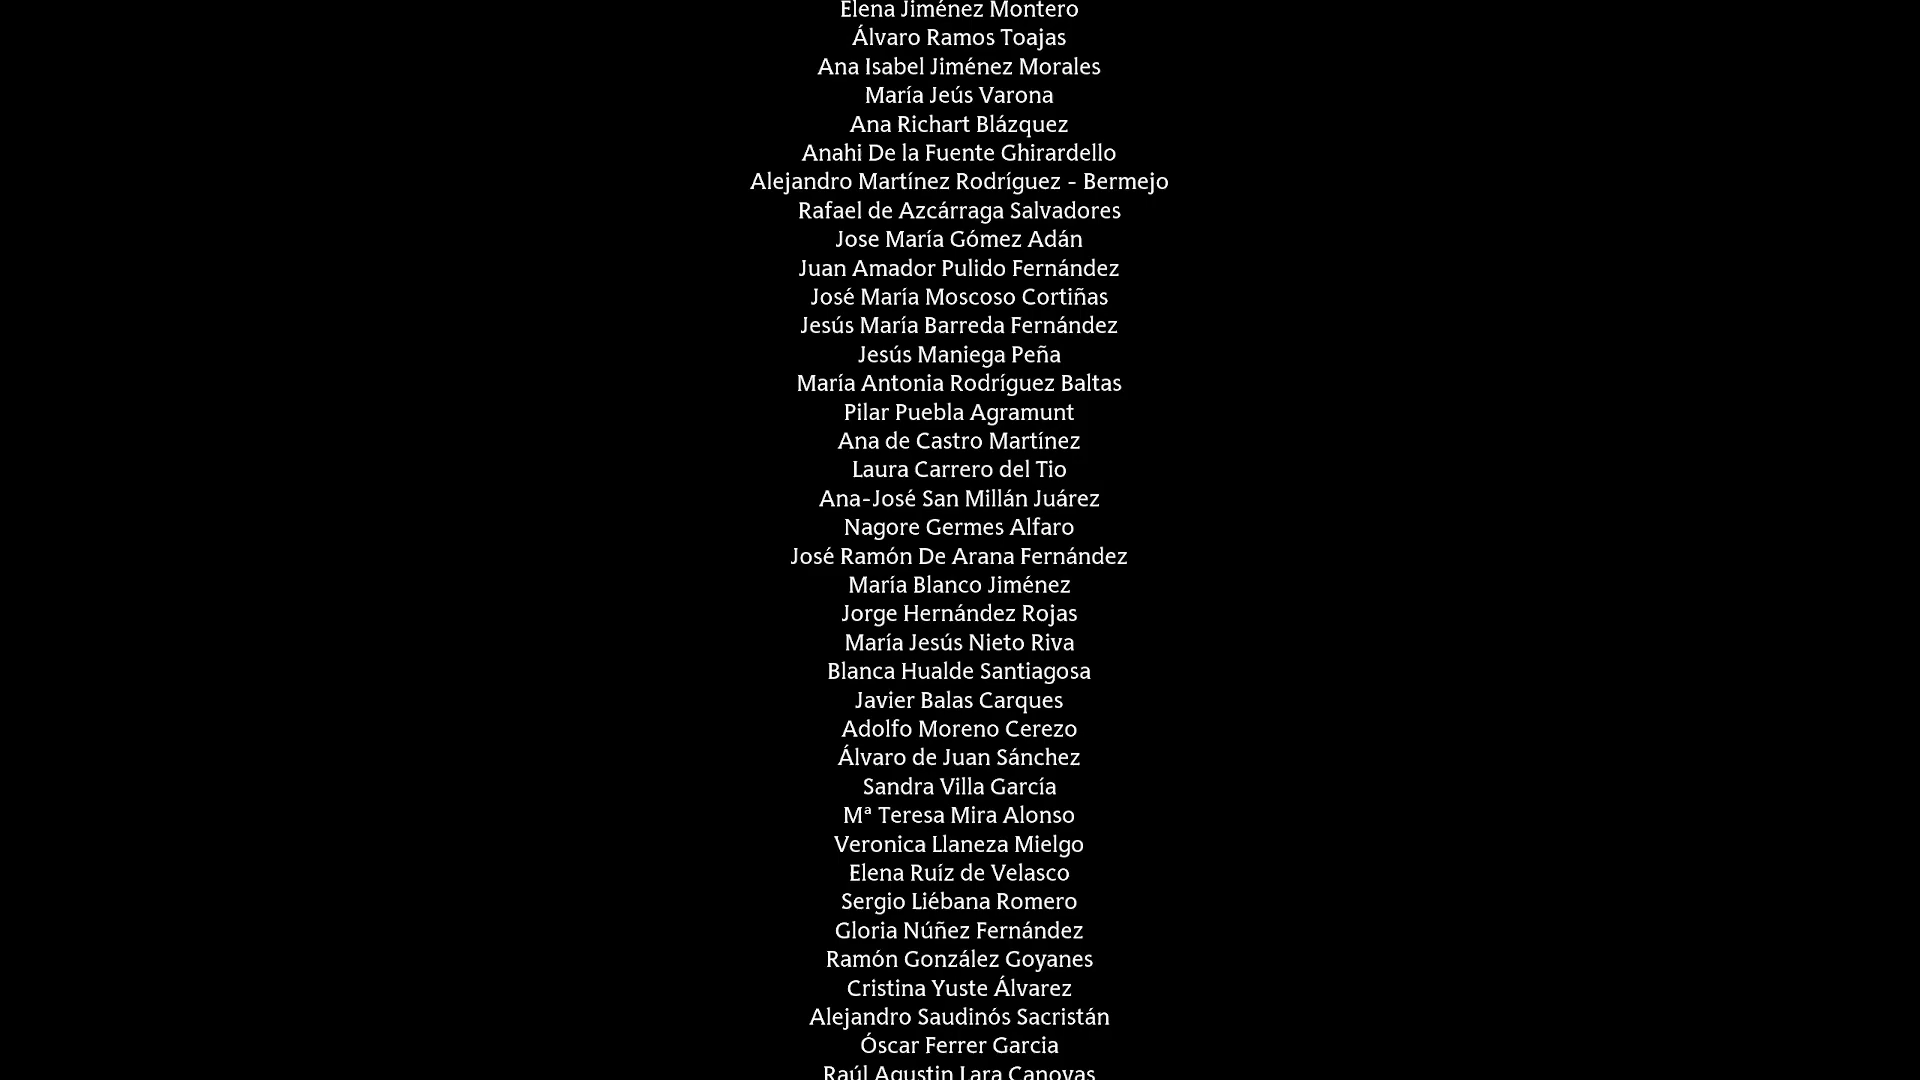 Elena Jiménez Montero
Álvaro Ramos Toajas
Ana Isabel Jiménez Morales
María Jeús Varona
Ana Richart Blázquez
Anahi De la Fuente Ghirardello
Alejandro Martínez Rodríguez - Bermejo
Rafael de Azcárraga Salvadores
Jose María Gómez Adán
Juan Amador Pulido Fernández
José María Moscoso Cortiñas
Jesús María Barreda Fernández
Jesús Maniega Peña
María Antonia Rodríguez Baltas
Pilar Puebla Agramunt
Ana de Castro Martínez
Laura Carrero del Tio
Ana-José San Millán Juárez
Nagore Germes Alfaro
José Ramón De Arana Fernández
María Blanco Jiménez
Jorge Hernández Rojas
María Jesús Nieto Riva
Blanca Hualde Santiagosa
Javier Balas Carques
Adolfo Moreno Cerezo
Álvaro de Juan Sánchez
Sandra Villa García
Mª Teresa Mira Alonso
Veronica Llaneza Mielgo
Elena Ruíz de Velasco
Sergio Liébana Romero
Gloria Núñez Fernández
Ramón González Goyanes
Cristina Yuste Álvarez
Alejandro Saudinós Sacristán
Óscar Ferrer Garcia
Raúl Agustin Lara Canovas